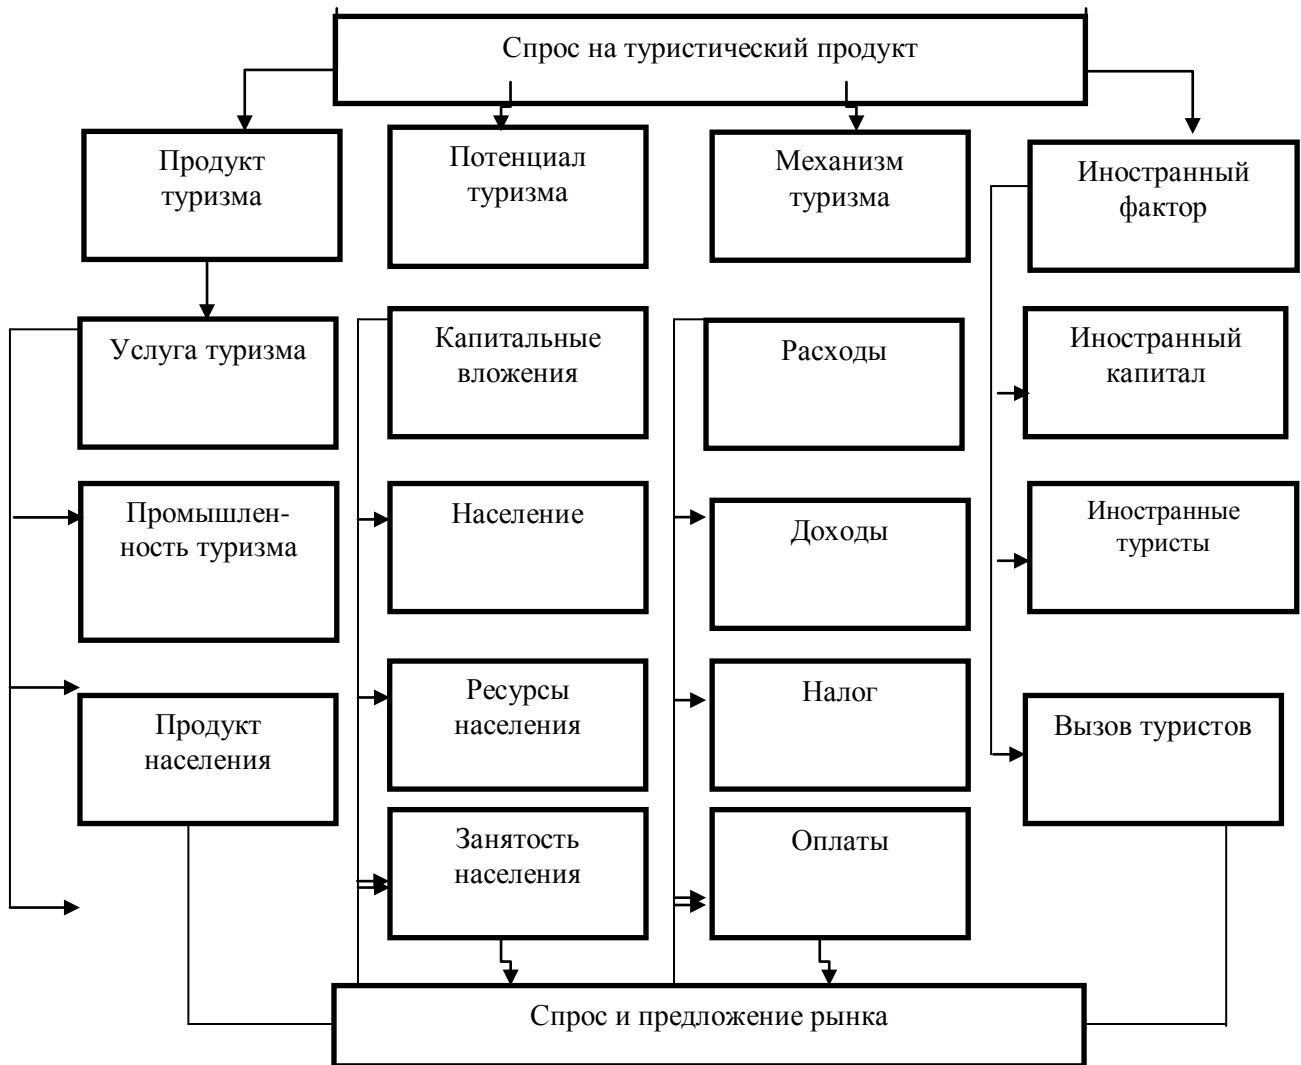 Спрос на туристический продукт
Продукт
туризма
Потенциал
туризма
Механизм
туризма
Иностранный
фактор
Услуга туризма
Капитальные
вложения
Расходы
Иностранный
капитал
Промышлен-
ность туризма
Население
Доходы
Иностранные
туристы
Продукт
населения
Ресурсы
населения
Налог
Вызов туристов
Занятость
населения
Оплаты
Спрос и предложение рынка